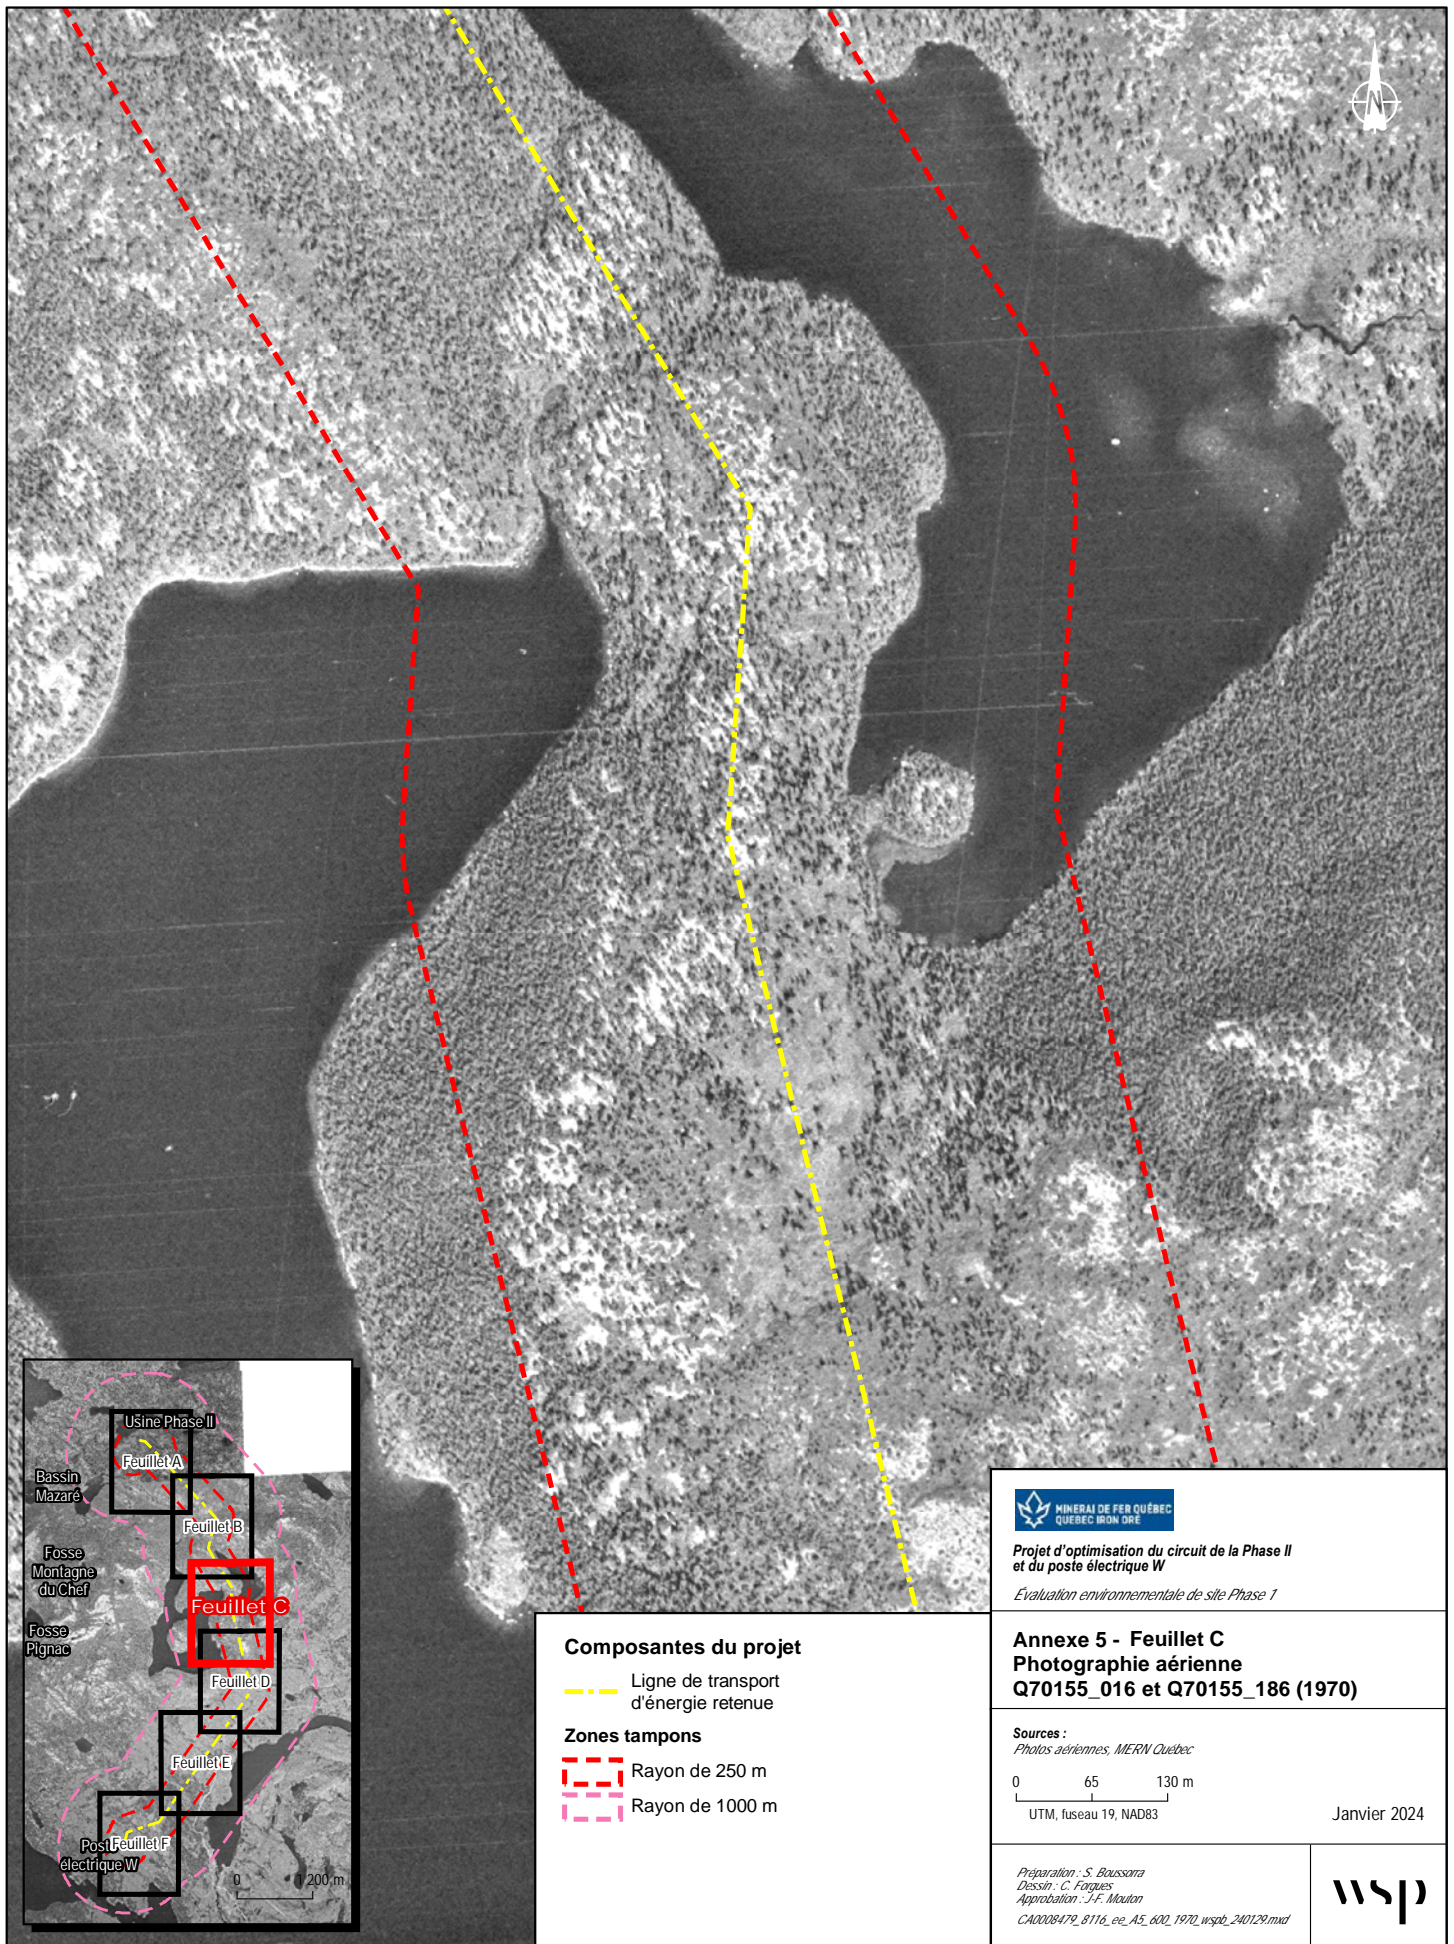 N
Usine Phase II
Feuillet A
Bassin
Mazaré
Feuillet B
Fosse
Montagne
du Chef
Feuillet C
Fosse
Pignac
Feuillet D
Feuillet E
Feuillet F
Post
électrique W
0 1 200 m
Composantes du projet
Ligne de transport
d'énergie retenue
Zones tampons
Rayon de 250 m
Rayon de 1000 m
MINERAI DE FER QUÉBEC
QUEBEC IRON ORE
Projet d'optimisation du circuit de la Phase II
et du poste électrique W
Évaluation environnementale de site Phase 1
Annexe 5 - Feuillet C
Photographie aérienne
Q70155_016 et Q70155_186 (1970)
Sources :
Photos aériennes, MERN Québec
0 65 130 m
UTM, fuseau 19, NAD83
Janvier 2024
Préparation : S. Boussorra
Dessin : C. Forgues
Approbation : J-F. Mouton
CA0008479_8116_ee_A5_600_1970_wspb_240129.mxd
wsp